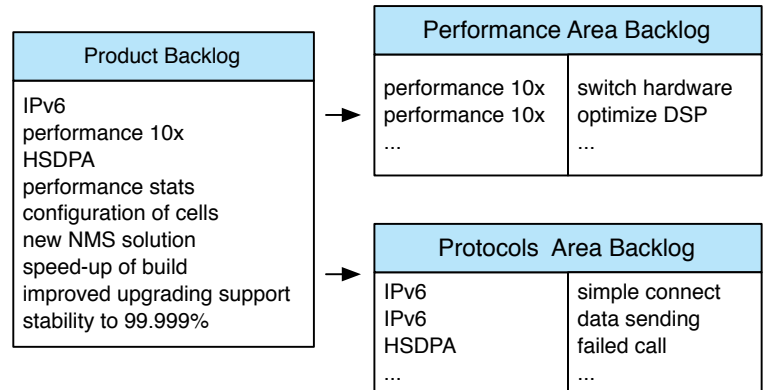 Product Backlog
IPv6
performance 10x
HSDPA
performance stats
configuration of cells
new NMS solution
speed-up of build
improved upgrading support
stability to 99.999%
Performance Area Backlog
performance 10x switch hardware
performance 10x optimize DSP
... ...
Protocols Area Backlog
IPv6 simple connect
IPv6 data sending
HSDPA failed call
... ...